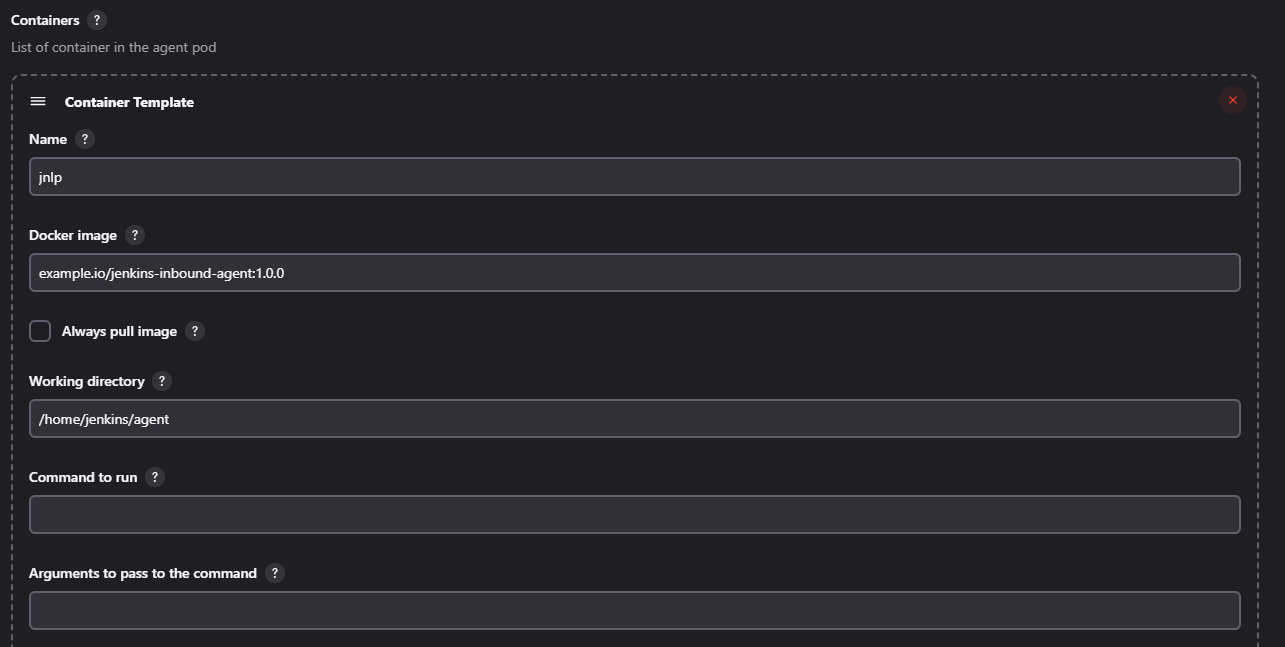 Containers ?
List of container in the agent pod
Container Template
Name ?
jnlp
Docker image ?
example.io/jenkins-inbound-agent:1.0.0
Always pull image ?
Working directory ?
/home/jenkins/agent
Command to run ?
Arguments to pass to the command ?